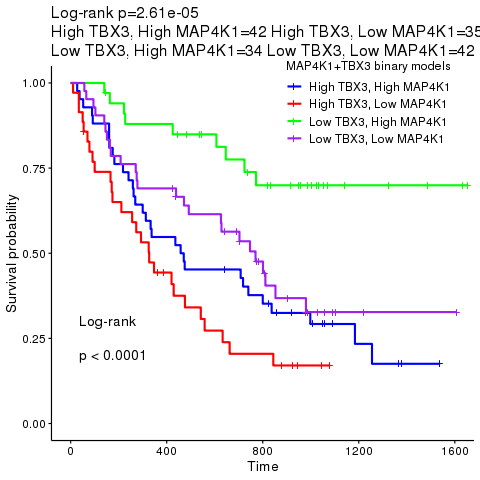 Log-rank p=2.61e-05
High TBX3, High MAP4K1=42 High TBX3, Low MAP4K1=35
Low TBX3, High MAP4K1=34 Low TBX3, Low MAP4K1=42
MAP4K1+TBX3 binary models
High TBX3, High MAP4K1
High TBX3, Low MAP4K1
Low TBX3, High MAP4K1
Low TBX3, Low MAP4K1
1.00
0.75
0.50
0.25
0.00
Survival probability
Log-rank
p < 0.0001
0
400
800
1200
1600
Time